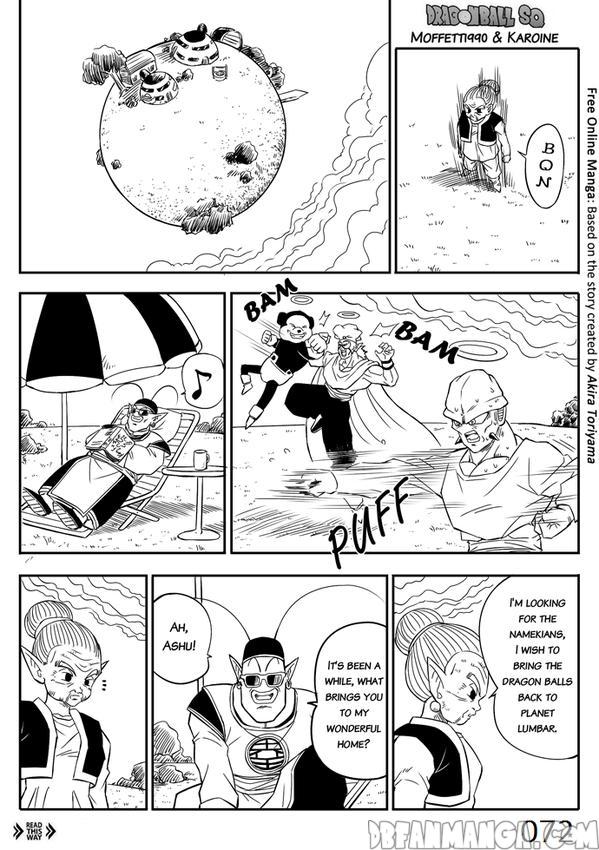 DRAGONBALL SQ
MOFFETT1990 & KAROINE
BON
Free Online Manga: Based on the story created by Akira Toriyama
BAM
BAM
PUFF
AH,
ASHU!
IT'S BEEN A
WHILE, WHAT
BRINGS YOU
TO MY
WONDERFUL
HOME?
I'M LOOKING
FOR THE
NAMEKIANS,
I WISH TO
BRING THE
DRAGON BALLS
BACK TO
PLANET
LUMBAR.
READ
THIS
WAY
072
DBFANMANGA.COM